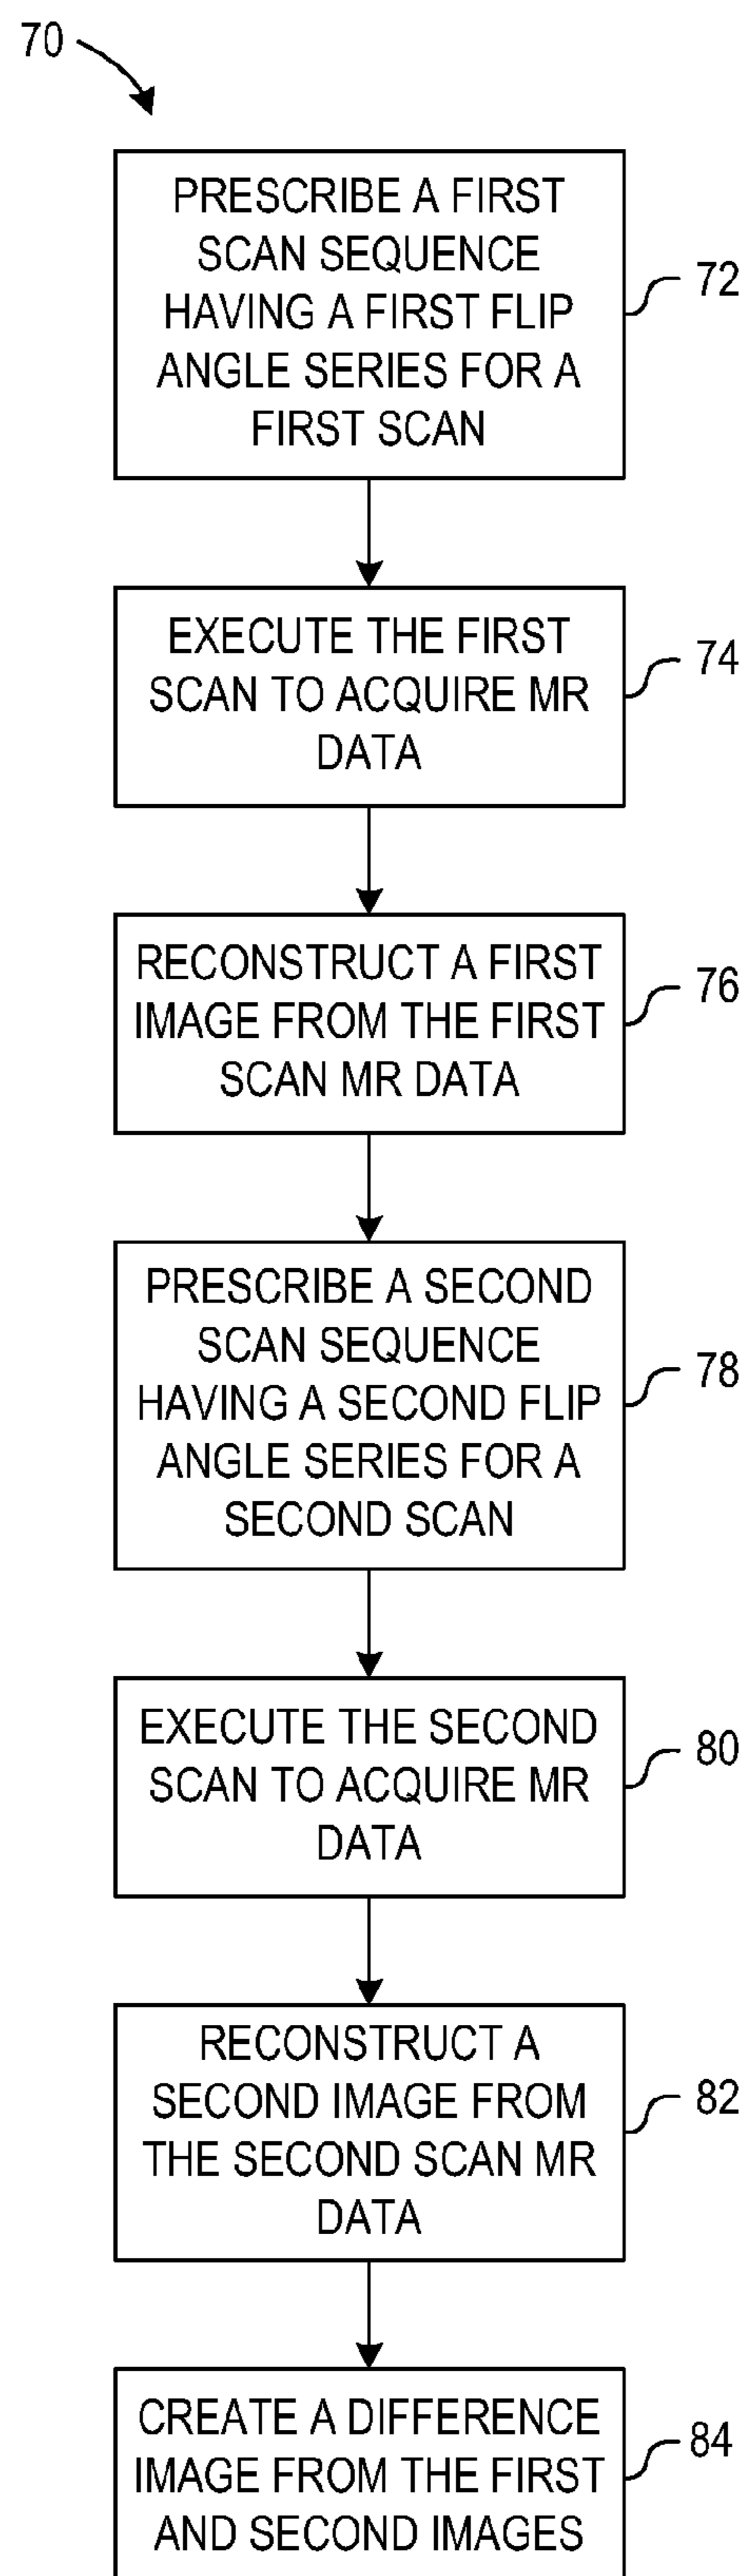 70
PRESCRIBE A FIRST
SCAN SEQUENCE
HAVING A FIRST FLIP
ANGLE SERIES FOR A
FIRST SCAN
72
EXECUTE THE FIRST
SCAN TO ACQUIRE MR
DATA
74
RECONSTRUCT A FIRST
IMAGE FROM THE FIRST
SCAN MR DATA
76
PRESCRIBE A SECOND
SCAN SEQUENCE
HAVING A SECOND FLIP
ANGLE SERIES FOR A
SECOND SCAN
78
EXECUTE THE SECOND
SCAN TO ACQUIRE MR
DATA
80
RECONSTRUCT A
SECOND IMAGE FROM
THE SECOND SCAN MR
DATA
82
CREATE A DIFFERENCE
IMAGE FROM THE FIRST
AND SECOND IMAGES
84